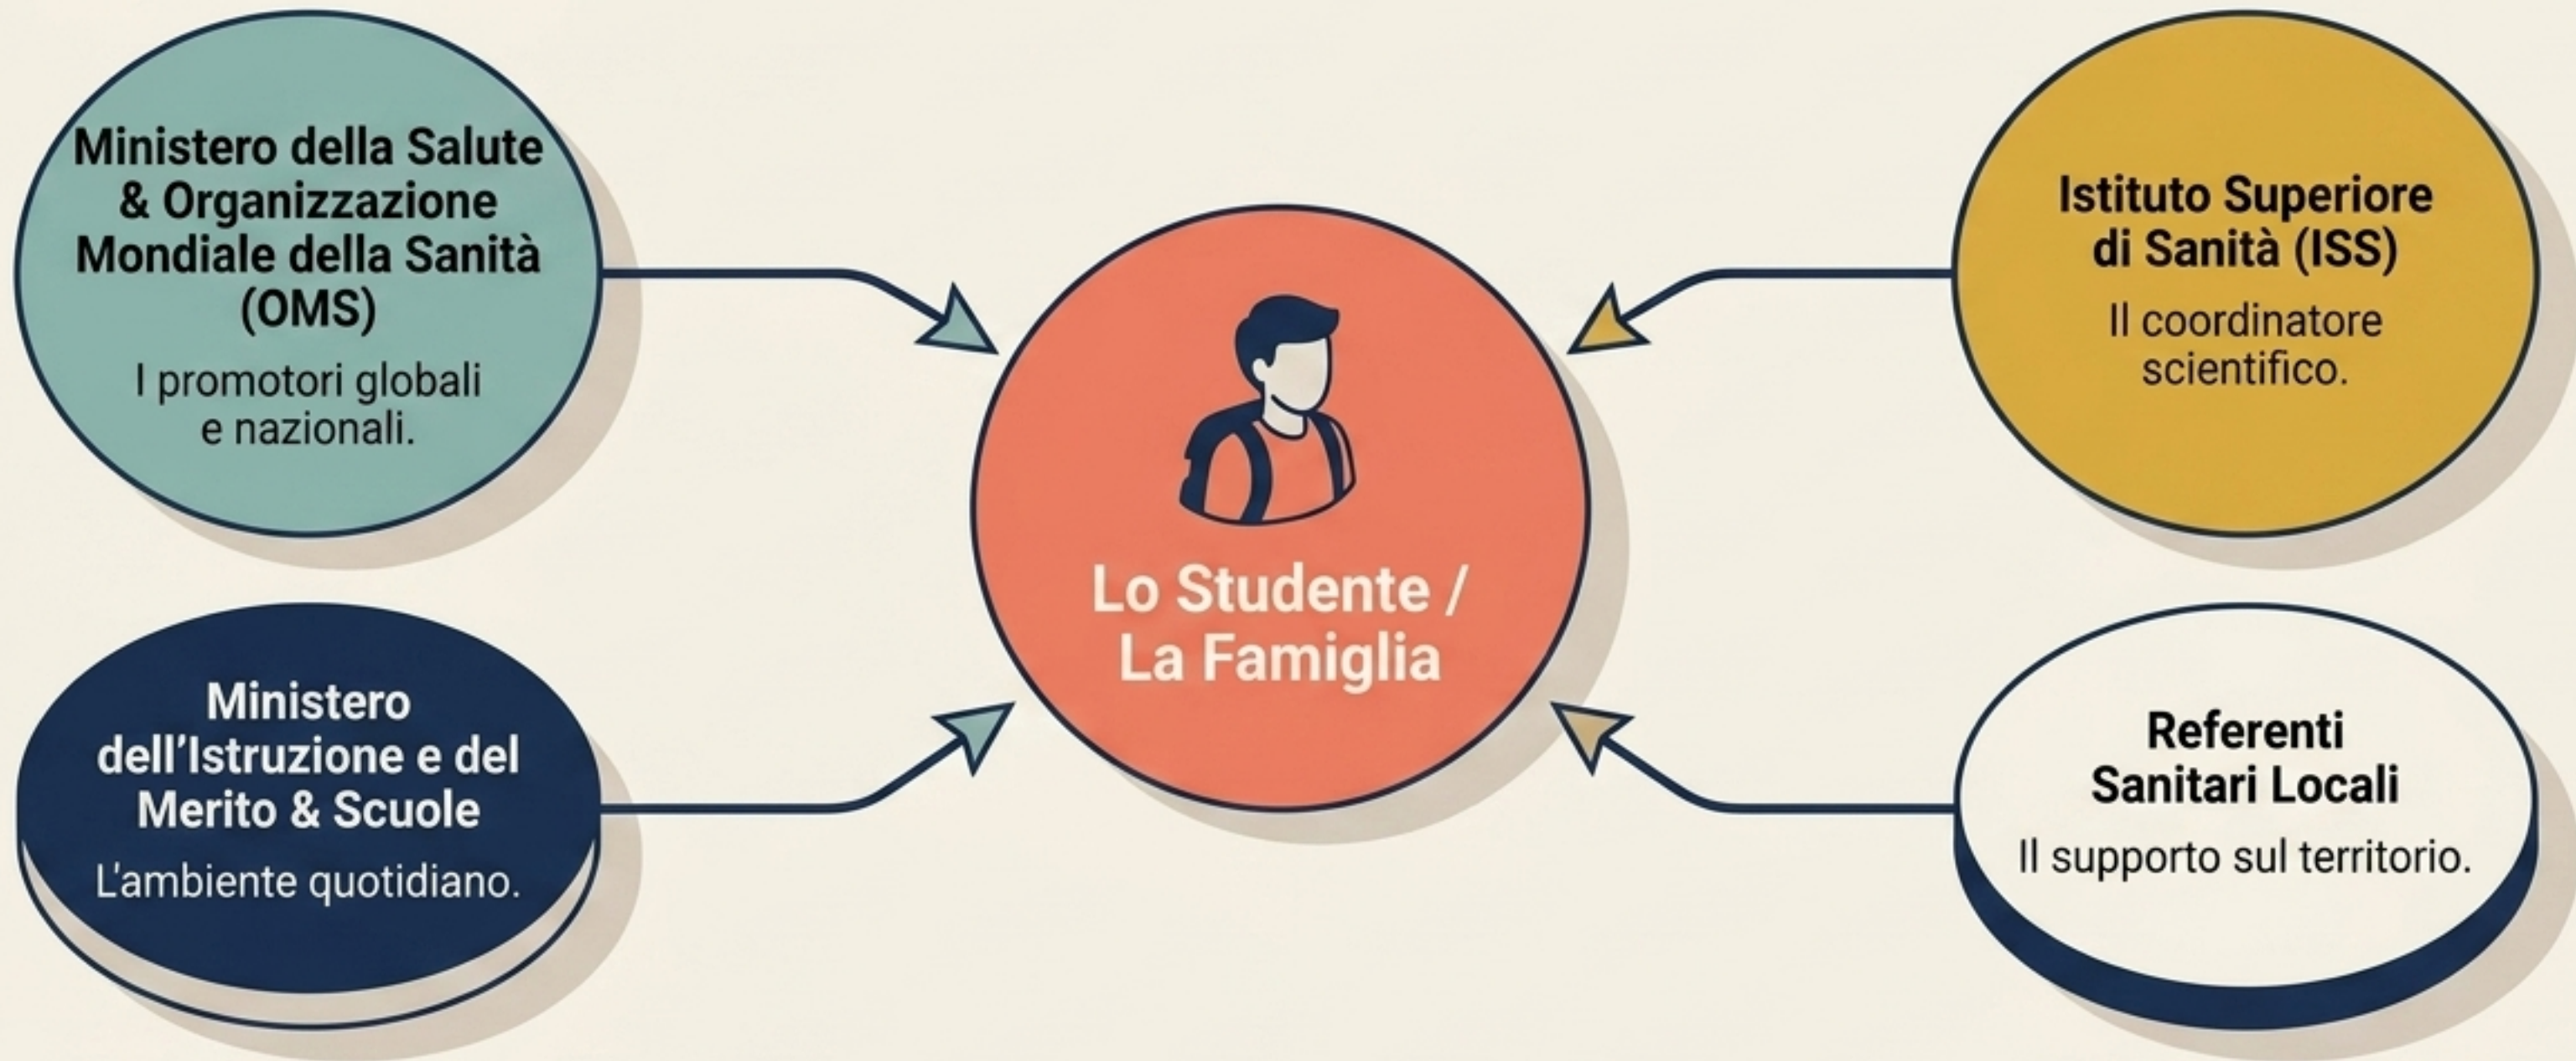 Ministero della Salute
& Organizzazione
Mondiale della Sanità
(OMS)
I promotori globali
e nazionali.
Istituto Superiore
di Sanità (ISS)
Il coordinatore
scientifico.
Lo Studente /
La Famiglia
Ministero
dell'Istruzione e del
Merito & Scuole
L'ambiente quotidiano.
Referenti
Sanitari Locali
Il supporto sul territorio.